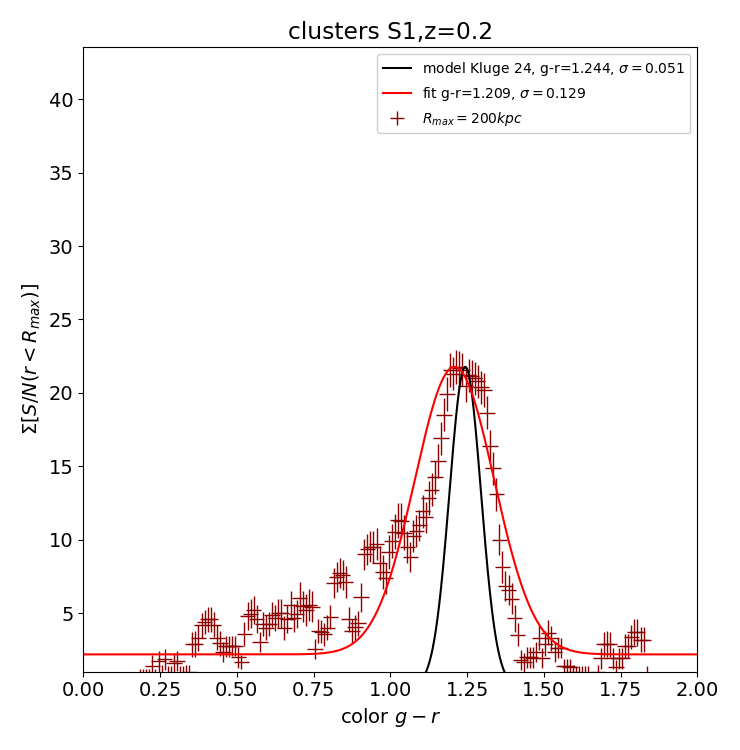 clusters S1,z=0.2
model Kluge 24, g-r=1.244, σ = 0.051
fit g-r=1.209, σ = 0.129
R_max = 200kpc
Σ[S/N(r < R_max)]
40
35
30
25
20
15
10
5
0.00 0.25 0.50 0.75 1.00 1.25 1.50 1.75 2.00
color g − r